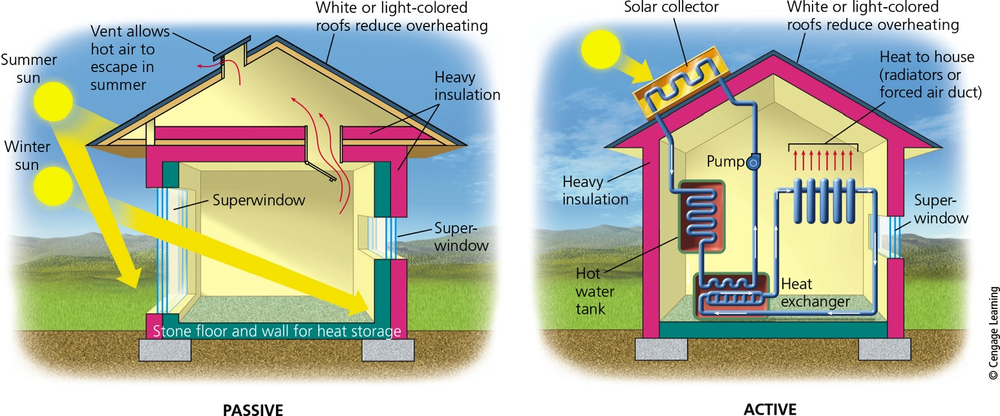 White or light-colored
roofs reduce overheating
Vent allows
hot air to
escape in
summer
Summer
sun
Heavy
insulation
Winter
sun
Superwindow
Super-
window
Stone floor and wall for heat storage
PASSIVE
Solar collector
White or light-colored
roofs reduce overheating
Heat to house
(radiators or
forced air duct)
Pump
Heavy
insulation
Super-
window
Hot
water
tank
Heat
exchanger
ACTIVE
© Cengage Learning